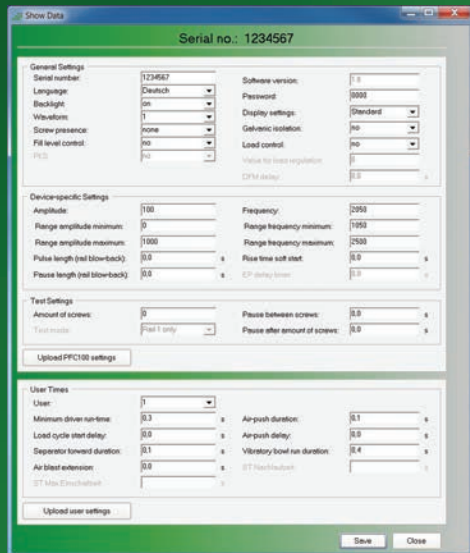 Show Data
Serial no.: 1234567
General Settings
Serial number: 1234567
Language: Deutsch
Backlight: on
Waveform: 1
Screw presence: none
Fill level control: no
PKS: no
Software version: 1.8
Password: 0000
Display settings: Standard
Galvanic isolation: no
Load control: no
Value for load regulation: 0
DFM delay: 0,0 s
Device-specific Settings
Amplitude: 100
Range amplitude minimum: 0
Range amplitude maximum: 1000
Pulse length (rail blow-back): 0,0 s
Pause length (rail blow-back): 0,0 s
Frequency: 2050
Range frequency minimum: 1050
Range frequency maximum: 2500
Rise time soft start: 0,0 s
EP delay timer: s
Test Settings
Amount of screws: 0
Test mode: Rail 1 only
Pause between screws: 0,0 s
Pause after amount of screws: 0,0 s
Upload PFC100 settings
User Times
User: 1
Minimum driver run-time: 0,3 s
Load cycle start delay: 0,0 s
Separator forward duration: 0,1 s
Air blast extension: 0,0 s
ST Max Einschaltzeit: s
Air-push duration: 0,1 s
Air-push delay: 0,0 s
Vibratory bowl run duration: 0,4 s
ST Nachlaufzeit: s
Upload user settings
Save
Close